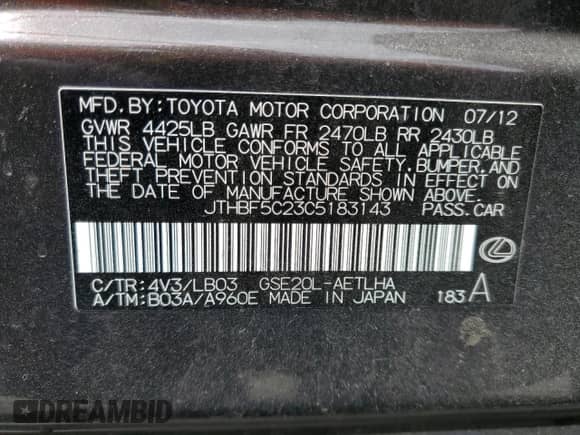 MFD. BY: TOYOTA MOTOR CORPORATION 07/12
GVWR 4425LB GAWR FR 2470LB RR 2430LB
THIS VEHICLE CONFORMS TO ALL APPLICABLE
FEDERAL MOTOR VEHICLE SAFETY, BUMPER, AND
THEFT PREVENTION STANDARDS IN EFFECT ON
THE DATE OF MANUFACTURE SHOWN ABOVE.
JTHBF5C23C5183143 PASS. CAR
C/TR: 4V3/LB03 GSE20L-AETLHA
A/TM: B03A/A960E MADE IN JAPAN 183 A
DREAMBID